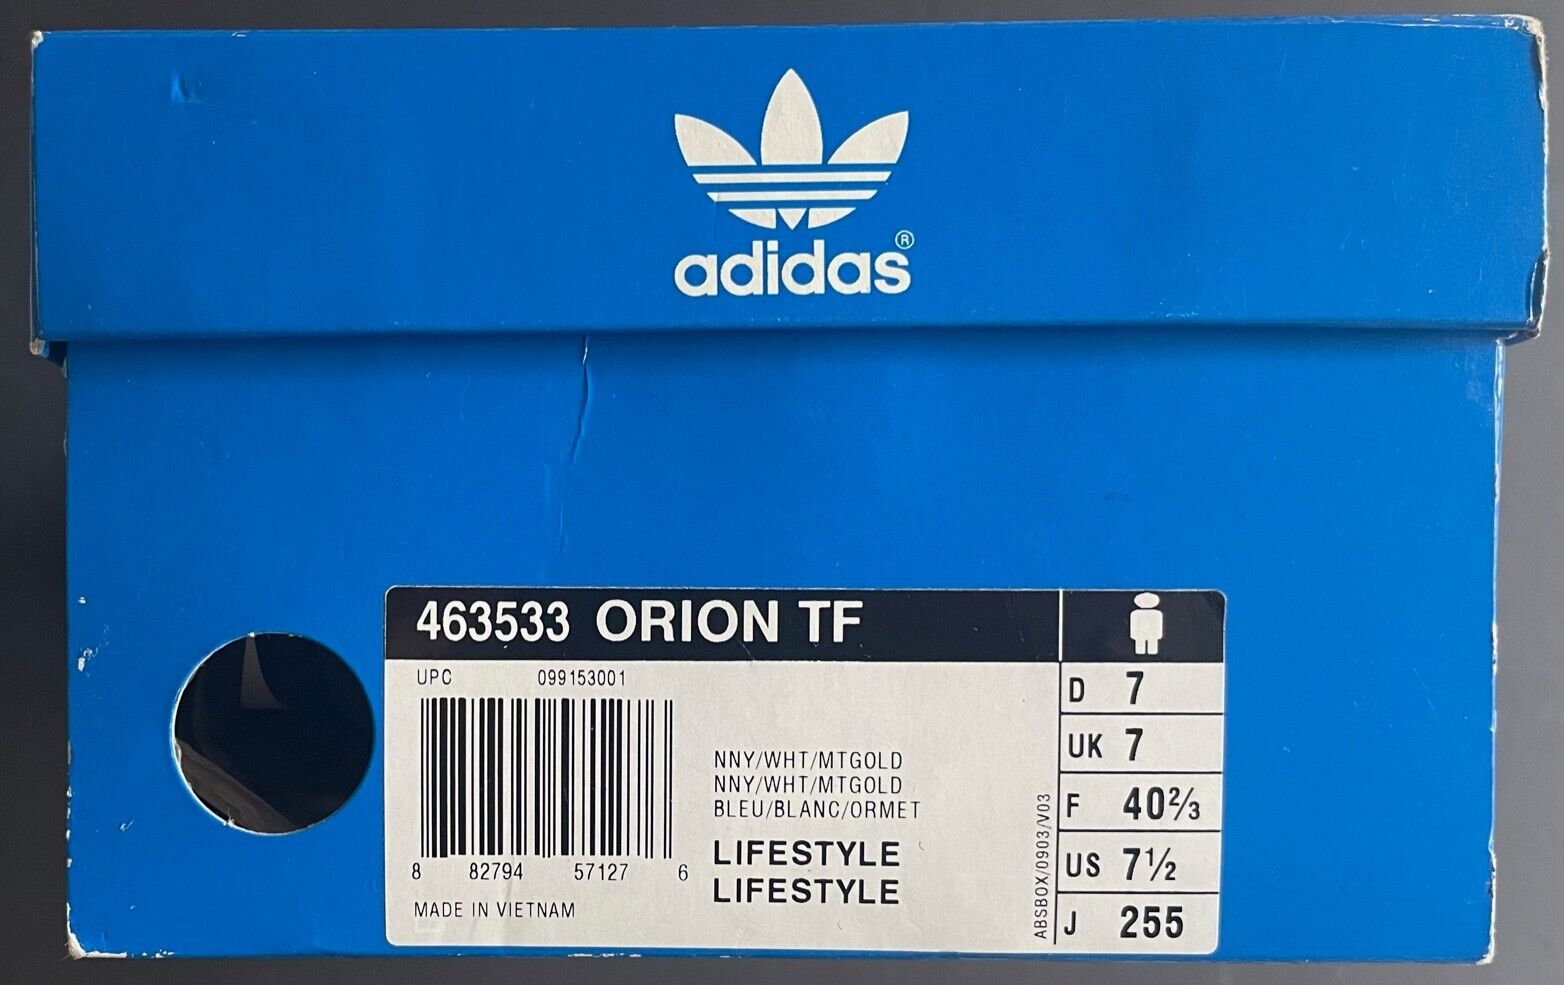 adidas®
463533 ORION TF
UPC 099153001
8 82794 57127 6
MADE IN VIETNAM
NNY/WHT/MTGOLD
NNY/WHT/MTGOLD
BLEU/BLANC/ORMET
LIFESTYLE
LIFESTYLE
ABSBOX/0903/V03
D 7
UK 7
F 40⅔
US 7½
J 255